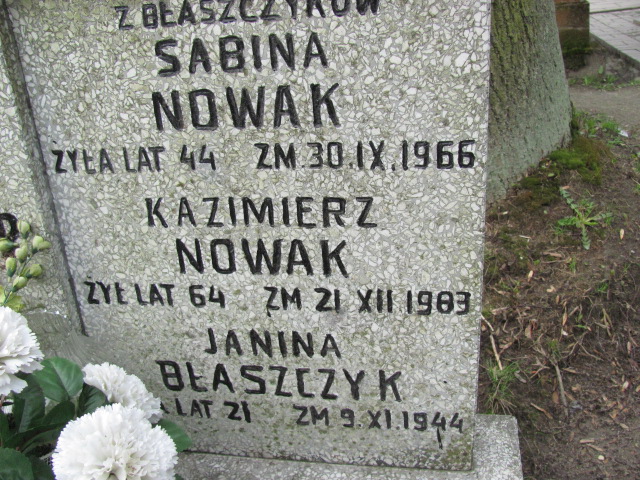 Z BŁASZCZYKÓW
SABINA
NOWAK
ŻYŁA LAT 44 ZM. 30.IX.1966
KAZIMIERZ
NOWAK
ŻYŁ LAT 64 ZM 21 XII 1983
JANINA
BŁASZCZYK
LAT 21 ZM. 9.XI.1944